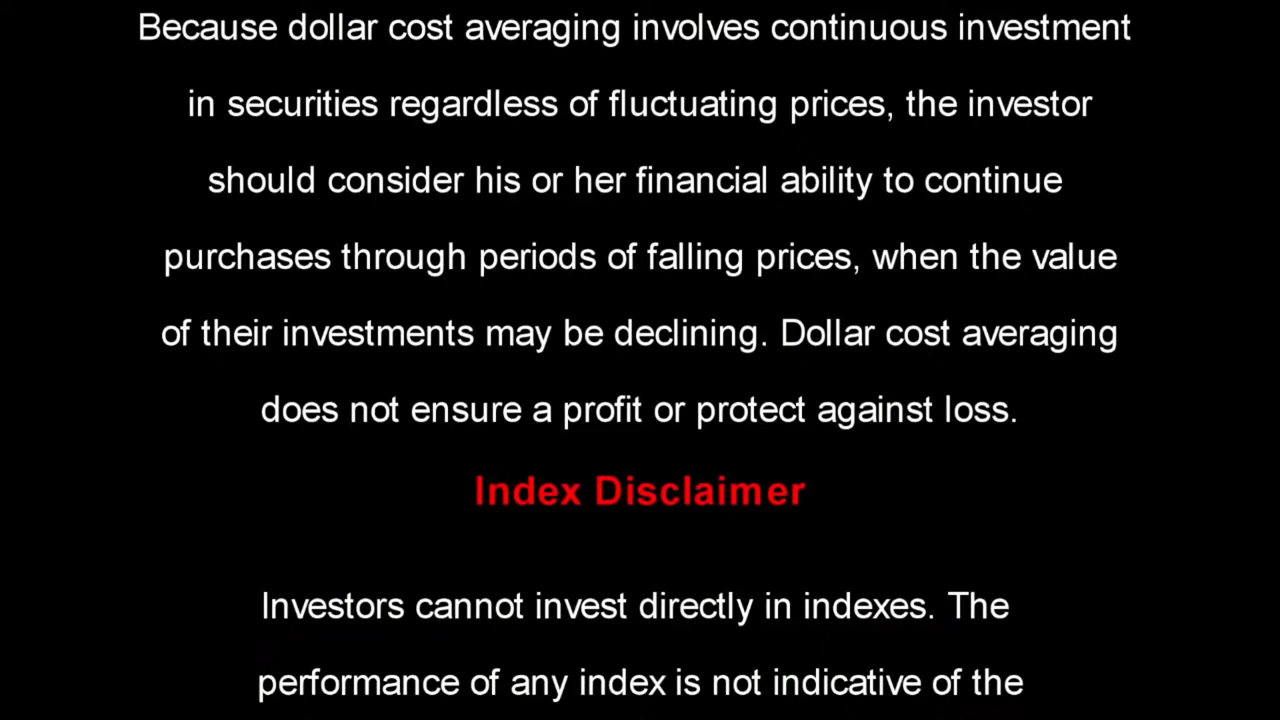 Because dollar cost averaging involves continuous investment
in securities regardless of fluctuating prices, the investor
should consider his or her financial ability to continue
purchases through periods of falling prices, when the value
of their investments may be declining. Dollar cost averaging
does not ensure a profit or protect against loss.
Index Disclaimer
Investors cannot invest directly in indexes. The
performance of any index is not indicative of the